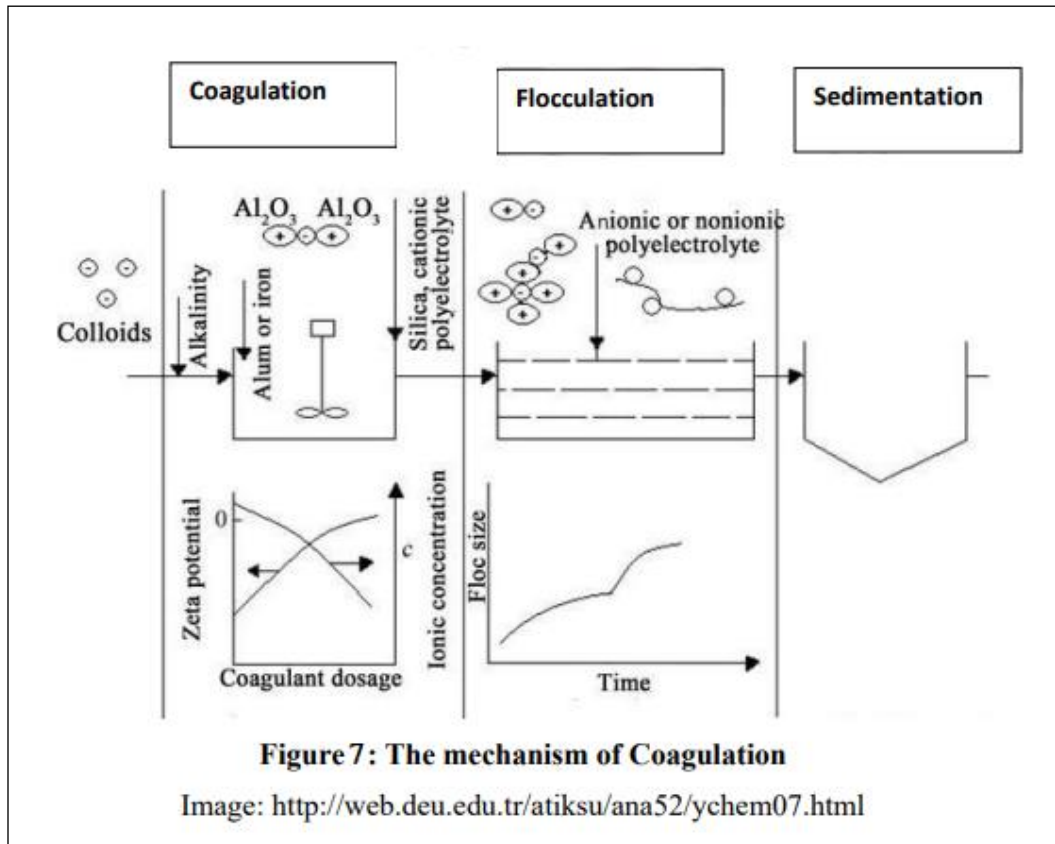 Coagulation
Flocculation
Sedimentation
Al2O3 Al2O3
+ - +
Silica, cationic
polyelectrolyte
+ -
Anionic or nonionic
polyelectrolyte
+
-
+
+ - +
+
- -
-
Colloids
Alkalinity
Alum or iron
Zeta potential
0
c
Ionic concentration
Coagulant dosage
Floc size
Time
Figure 7: The mechanism of Coagulation
Image: http://web.deu.edu.tr/atiksu/ana52/ychem07.html